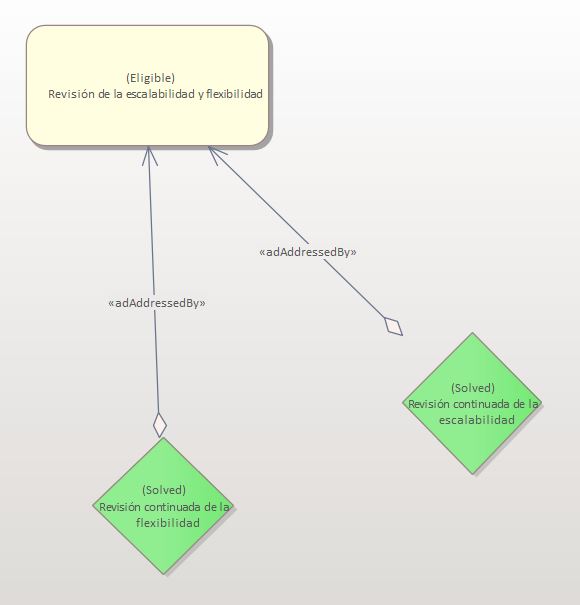 (Eligible)
Revisión de la escalabilidad y flexibilidad
«adAddressedBy»
«adAddressedBy»
(Solved)
Revisión continuada de la
escalabilidad
(Solved)
Revisión continuada de la
flexibilidad